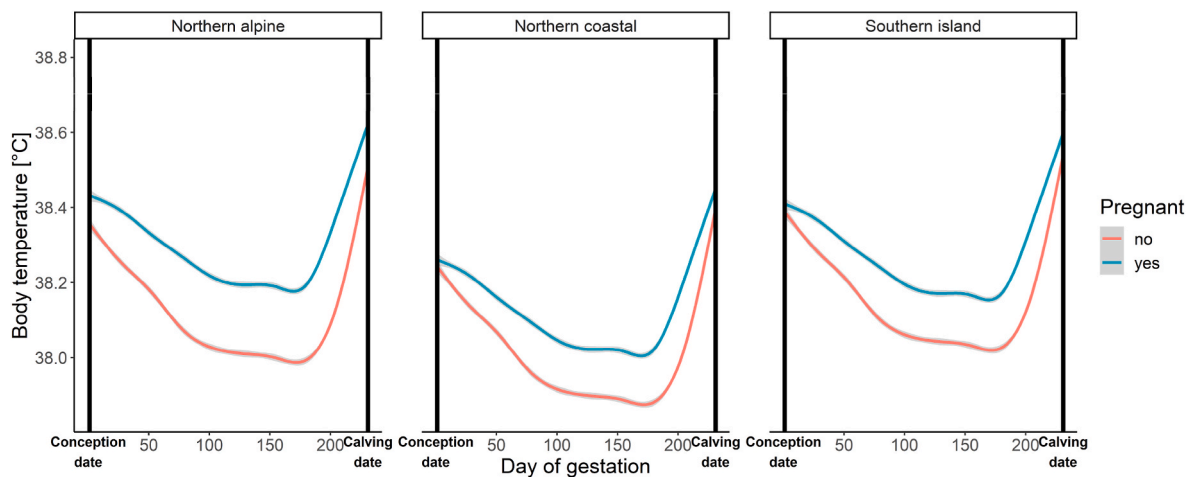 Northern alpine
Northern coastal
Southern island
Body temperature [°C]
38.8
38.6
38.4
38.2
38.0
Conception date
50
100
150
200
Calving date
Conception date
50
100
150
200
Calving date
Conception date
50
100
150
200
Calving date
Day of gestation
Pregnant
no
yes